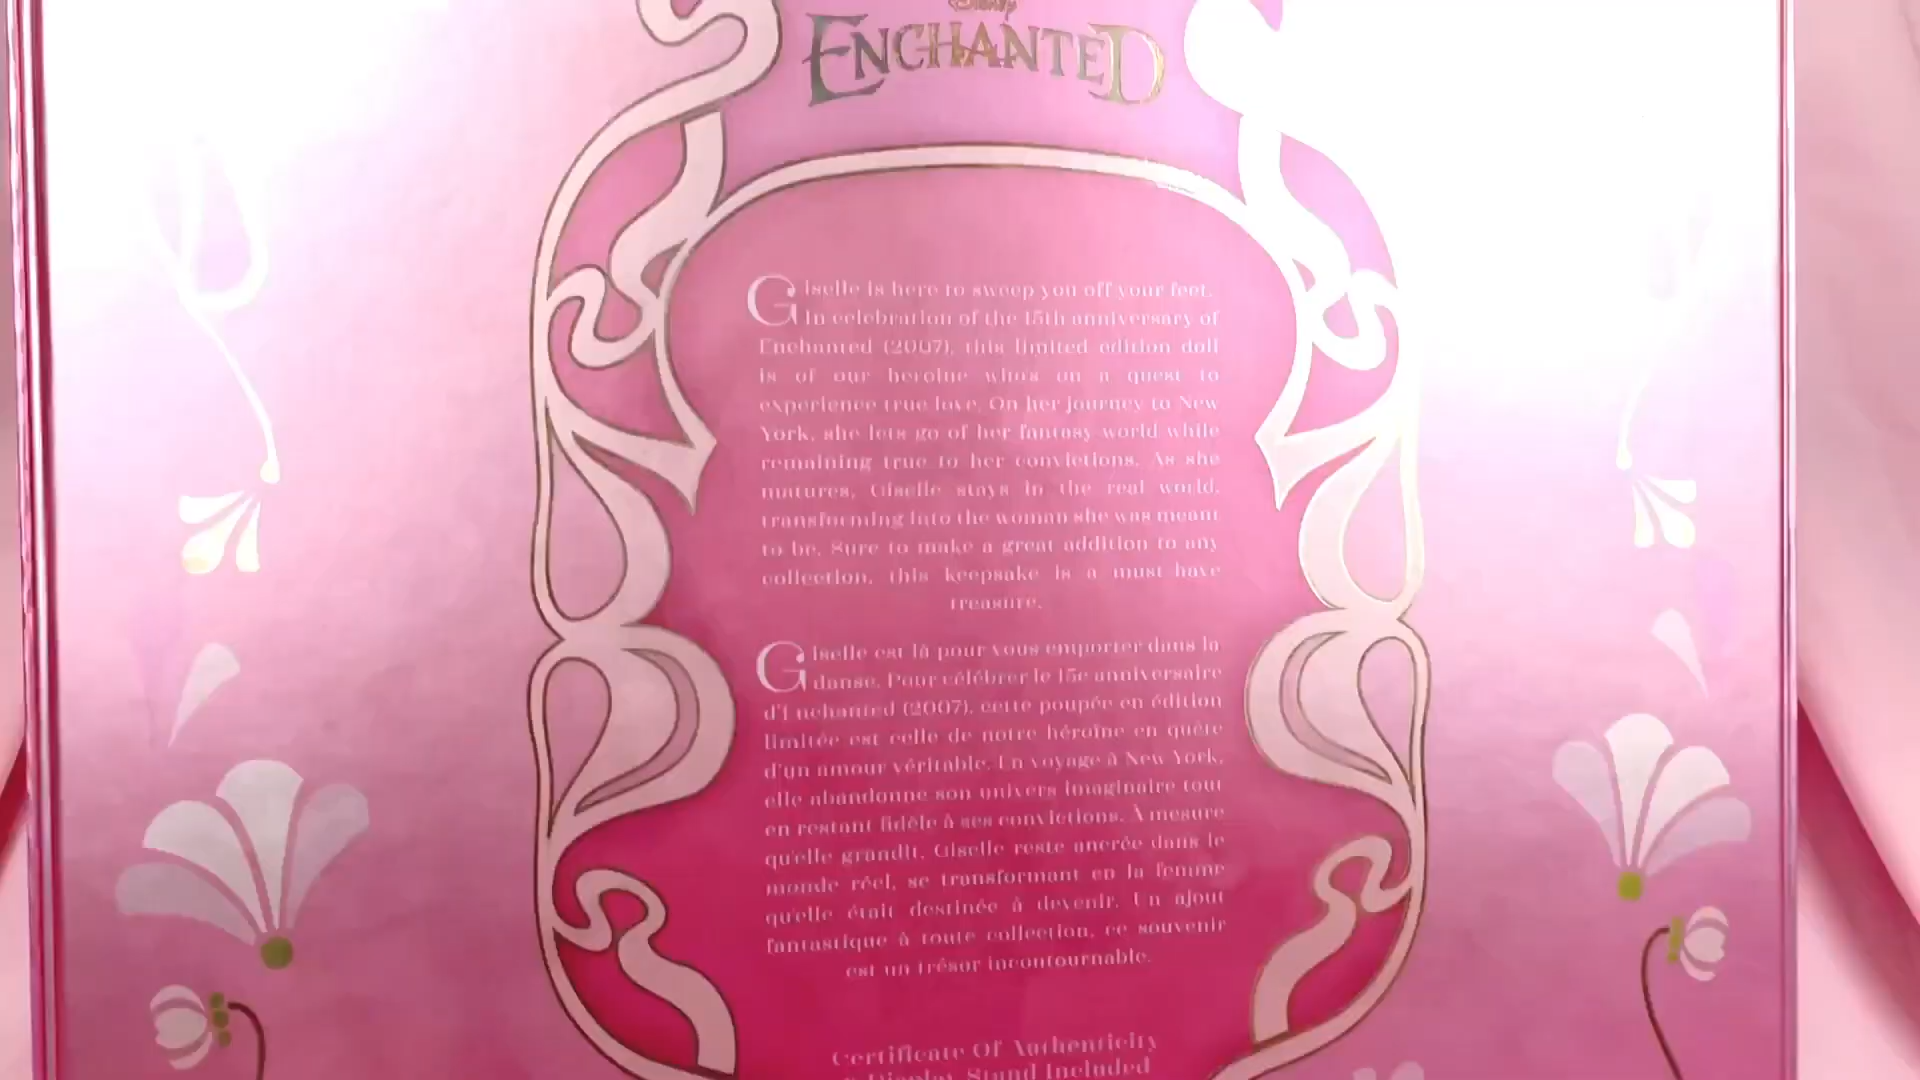 Disney
ENCHANTED
Giselle is here to sweep you off your feet.
In celebration of the 15th anniversary of
Enchanted (2007), this limited edition doll
is of our heroine who's on a quest to
experience true love. On her journey to New
York, she lets go of her fantasy world while
remaining true to her convictions. As she
matures, Giselle stays in the real world,
transforming into the woman she was meant
to be. Sure to make a great addition to any
collection, this keepsake is a must-have
treasure.
Giselle est là pour vous emporter dans la
danse. Pour célébrer le 15e anniversaire
d'Enchanted (2007), cette poupée en édition
limitée est celle de notre héroïne en quête
d'un amour véritable. En voyage à New York,
elle abandonne son univers imaginaire tout
en restant fidèle à ses convictions. À mesure
qu'elle grandit, Giselle reste ancrée dans le
monde réel, se transformant en la femme
qu'elle était destinée à devenir. Un ajout
fantastique à toute collection, ce souvenir
est un trésor incontournable.
Certificate Of Authenticity
& Display Stand Included